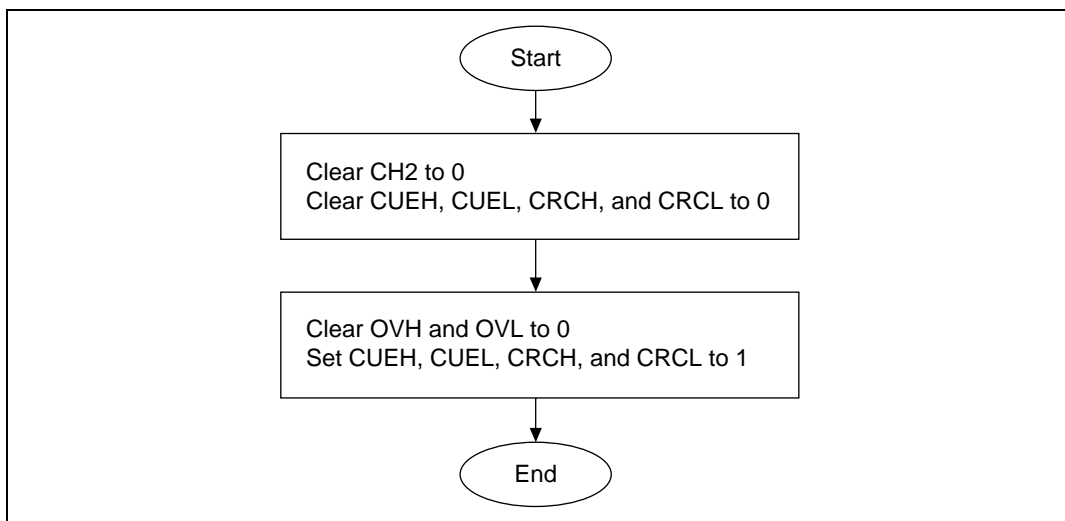 Start
Clear CH2 to 0
Clear CUEH, CUEL, CRCH, and CRCL to 0
Clear OVH and OVL to 0
Set CUEH, CUEL, CRCH, and CRCL to 1
End